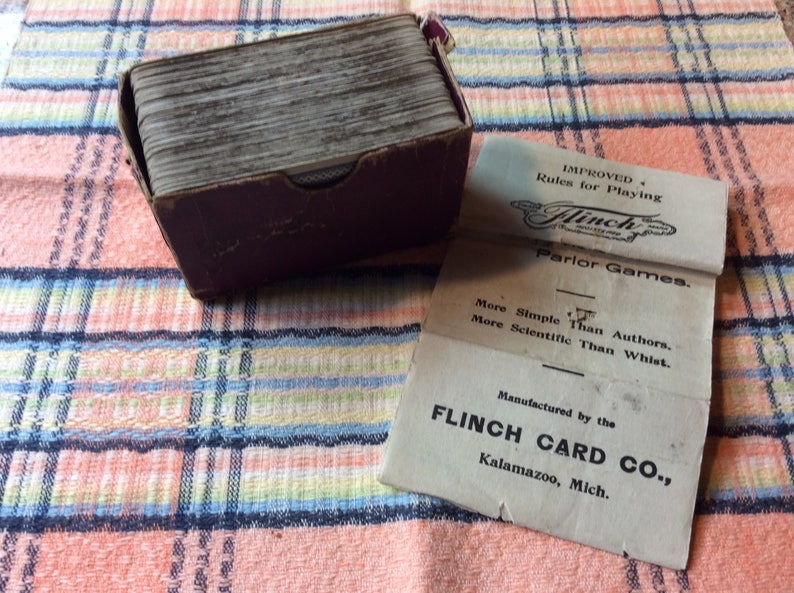 IMPROVED
Rules for Playing
Flinch
REGISTERED
Parlor Games.
More Simple Than Authors.
More Scientific Than Whist.
Manufactured by the
FLINCH CARD CO.,
Kalamazoo, Mich.